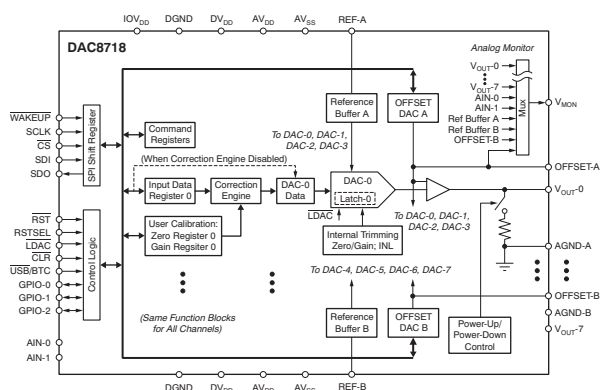 IOVDD DGND DVDD AVDD AVSS REF-A
DAC8718
Analog Monitor
VOUT-0
VOUT-7
AIN-0
AIN-1
Ref Buffer A
Ref Buffer B
OFFSET-B
Mux
VMON
WAKEUP
SCLK
CS
SDI
SDO
SPI Shift Register
Command
Registers
Reference
Buffer A
OFFSET
DAC A
To DAC-0, DAC-1,
DAC-2, DAC-3
OFFSET-A
(When Correction Engine Disabled)
Input Data
Register 0
Correction
Engine
DAC-0
Data
DAC-0
Latch-0
VOUT-0
LDAC
To DAC-0, DAC-1,
DAC-2, DAC-3
RST
RSTSEL
LDAC
CLR
USB/BTC
GPIO-0
GPIO-1
GPIO-2
Control Logic
User Calibration:
Zero Register 0
Gain Register 0
Internal Trimming
Zero/Gain; INL
AGND-A
To DAC-4, DAC-5, DAC-6, DAC-7
OFFSET-B
(Same Function Blocks
for All Channels)
Reference
Buffer B
OFFSET
DAC B
Power-Up/
Power-Down
Control
AGND-B
VOUT-7
AIN-0
AIN-1
DGND DVDD AVDD AVSS REF-B